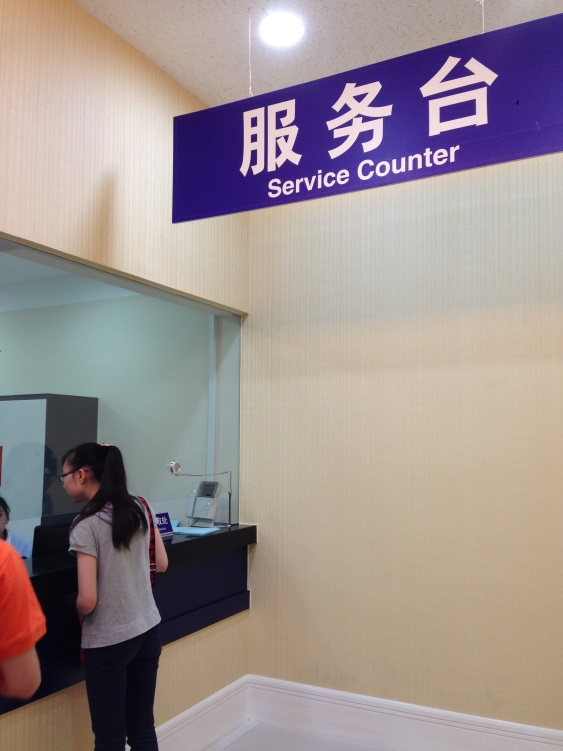 服务台
Service Counter